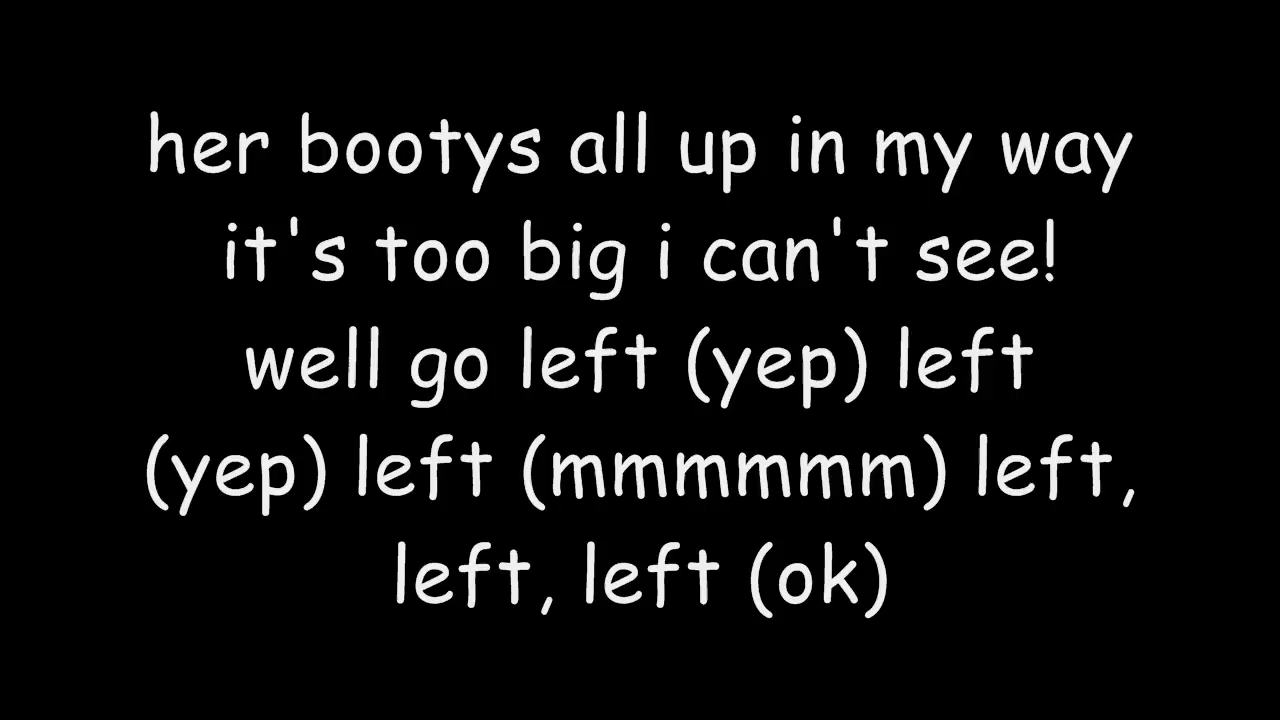 her bootys all up in my way
it's too big i can't see!
well go left (yep) left
(yep) left (mmmmmm) left,
left, left (ok)